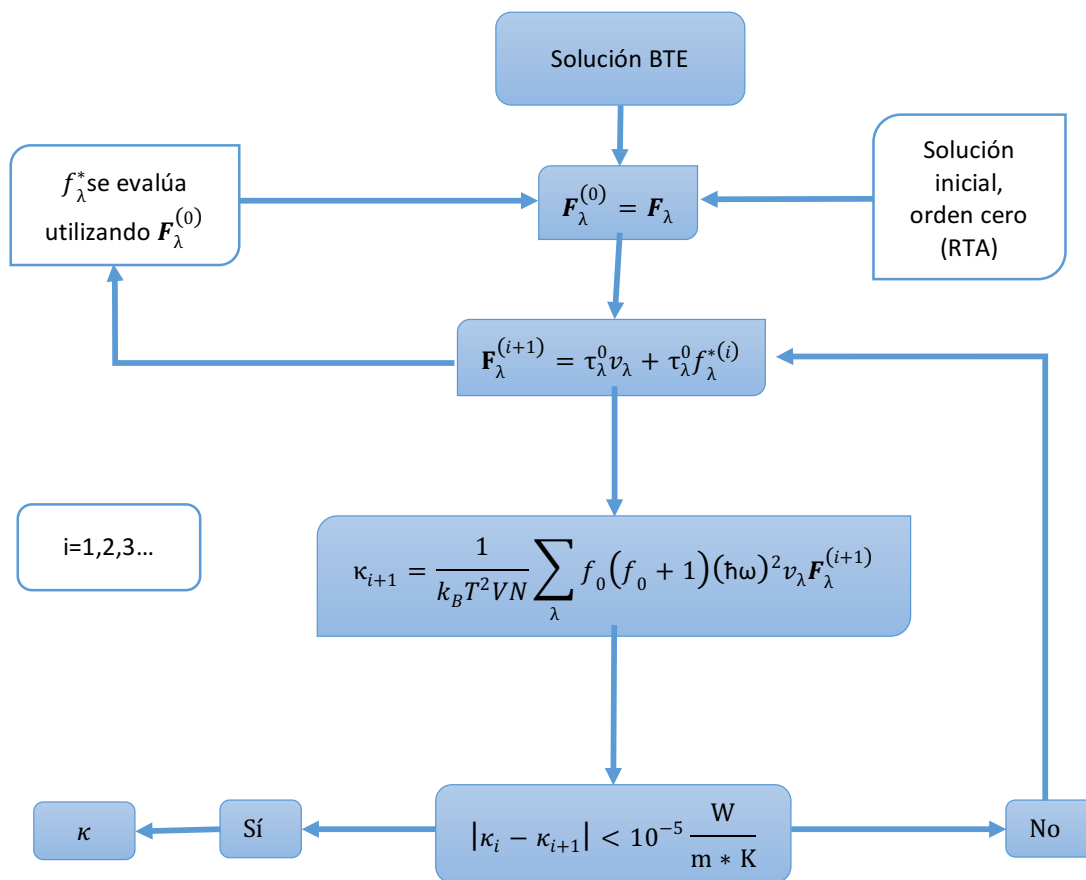 Solución BTE
f*_λ se evalúa
utilizando F_λ^(0)
F_λ^(0) = F_λ
Solución
inicial,
orden cero
(RTA)
F_λ^(i+1) = τ_λ^0 v_λ + τ_λ^0 f_λ^*(i)
i=1,2,3…
κ_{i+1} = 1/(k_B T² V N) ∑_λ f_0(f_0 + 1)(ħω)² v_λ F_λ^(i+1)
κ
Sí
|κ_i − κ_{i+1}| < 10⁻⁵ W/(m ∗ K)
No